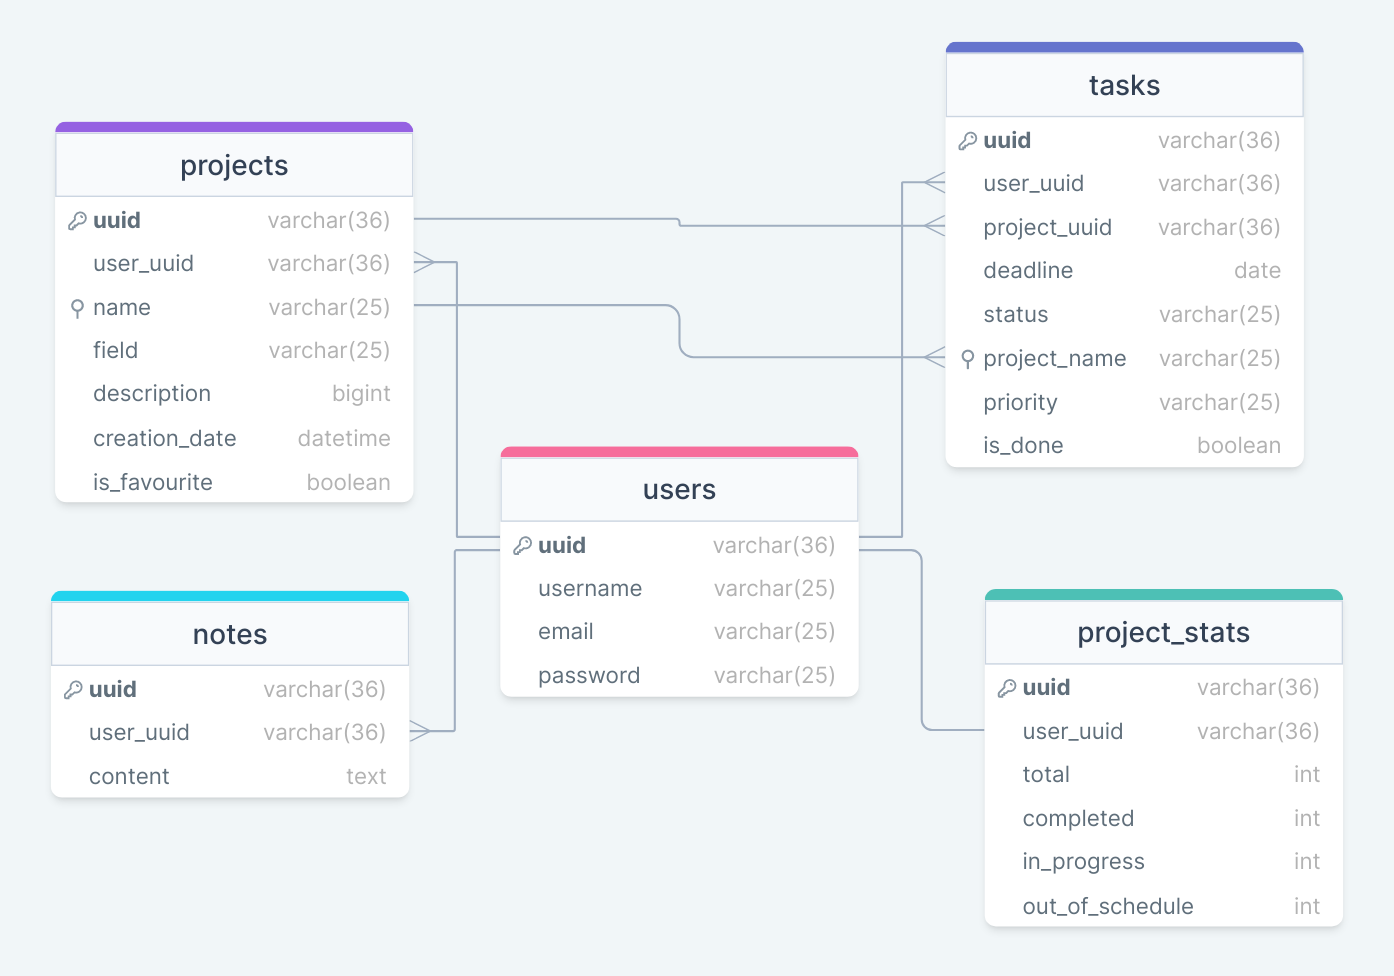 projects
uuid varchar(36)
user_uuid varchar(36)
name varchar(25)
field varchar(25)
description bigint
creation_date datetime
is_favourite boolean
tasks
uuid varchar(36)
user_uuid varchar(36)
project_uuid varchar(36)
deadline date
status varchar(25)
project_name varchar(25)
priority varchar(25)
is_done boolean
users
uuid varchar(36)
username varchar(25)
email varchar(25)
password varchar(25)
notes
uuid varchar(36)
user_uuid varchar(36)
content text
project_stats
uuid varchar(36)
user_uuid varchar(36)
total int
completed int
in_progress int
out_of_schedule int